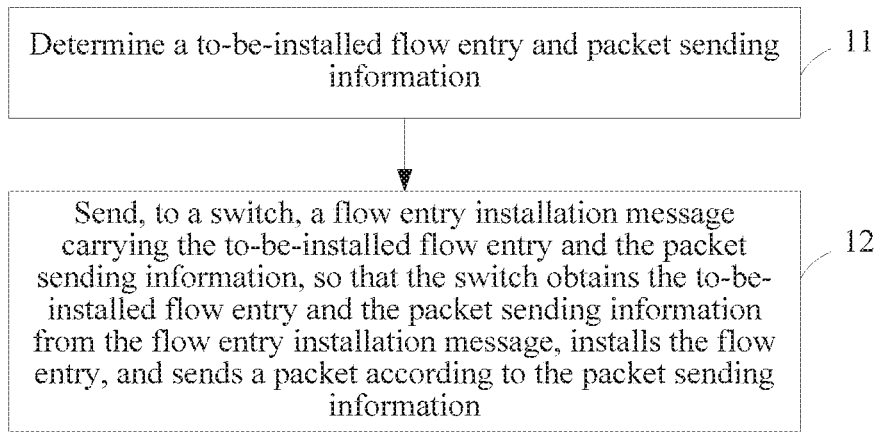 Determine a to-be-installed flow entry and packet sending
information
11
Send, to a switch, a flow entry installation message
carrying the to-be-installed flow entry and the packet
sending information, so that the switch obtains the to-be-
installed flow entry and the packet sending information
from the flow entry installation message, installs the flow
entry, and sends a packet according to the packet sending
information
12